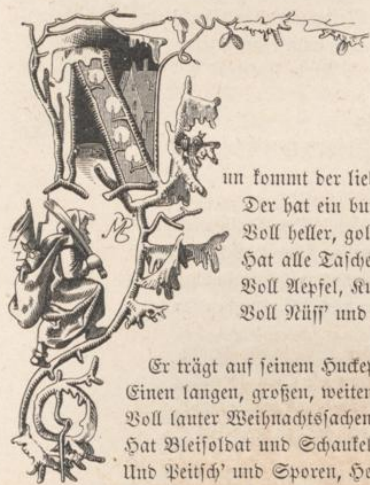 Nun kommt der lie
Der hat ein bu
Voll heller, gol
Hat alle Tasche
Voll Aepfel, Ku
Voll Nüss' und
Er trägt auf seinem Hucke
Einen langen, großen, weiten
Voll lauter Weihnachtssachen
Hat Bleisoldat und Schaukel
Und Peitsch' und Sporen, He